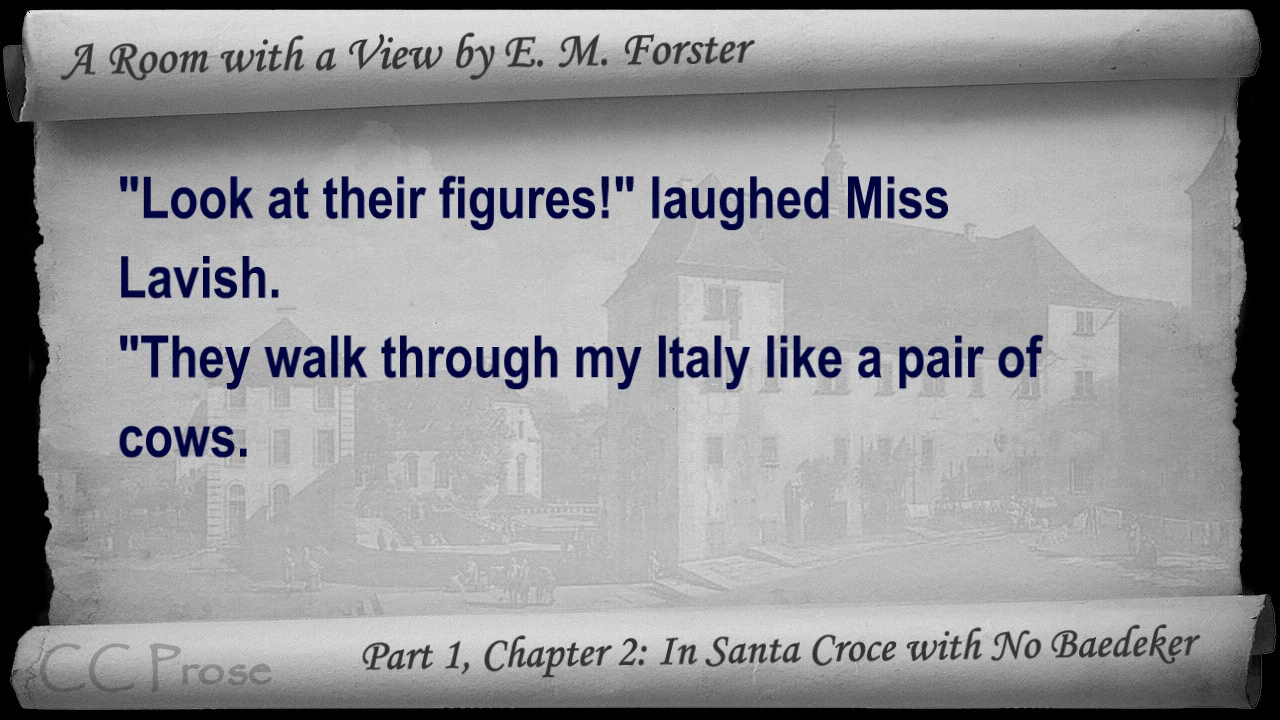 A Room with a View by E. M. Forster
"Look at their figures!" laughed Miss
Lavish.
"They walk through my Italy like a pair of
cows.
Part 1, Chapter 2: In Santa Croce with No Baedeker
CC Prose